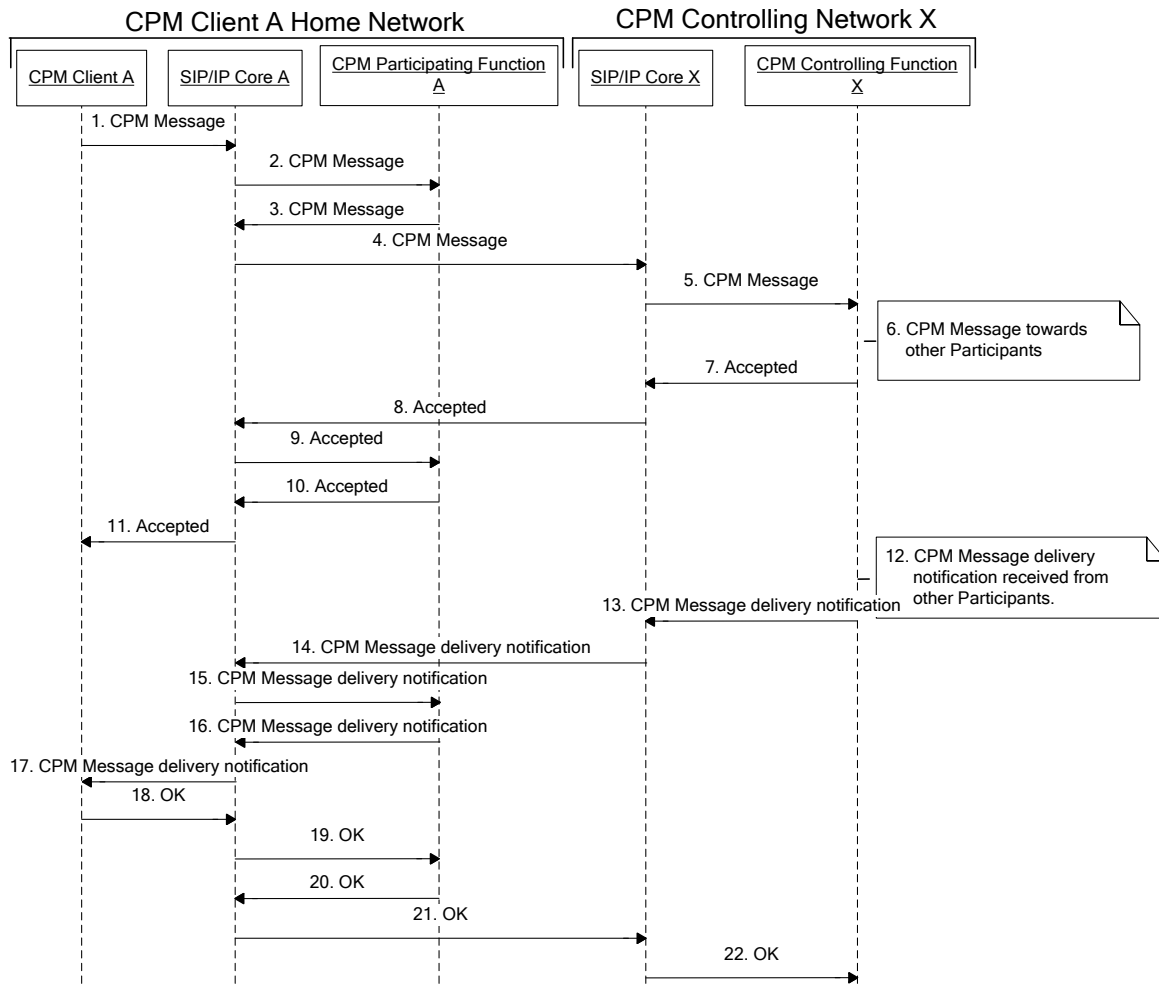 CPM Client A Home Network
CPM Controlling Network X
CPM Client A
SIP/IP Core A
CPM Participating Function
A
SIP/IP Core X
CPM Controlling Function
X
1. CPM Message
2. CPM Message
3. CPM Message
4. CPM Message
5. CPM Message
6. CPM Message towards
other Participants
7. Accepted
8. Accepted
9. Accepted
10. Accepted
11. Accepted
12. CPM Message delivery
notification received from
other Participants.
13. CPM Message delivery notification
14. CPM Message delivery notification
15. CPM Message delivery notification
16. CPM Message delivery notification
17. CPM Message delivery notification
18. OK
19. OK
20. OK
21. OK
22. OK